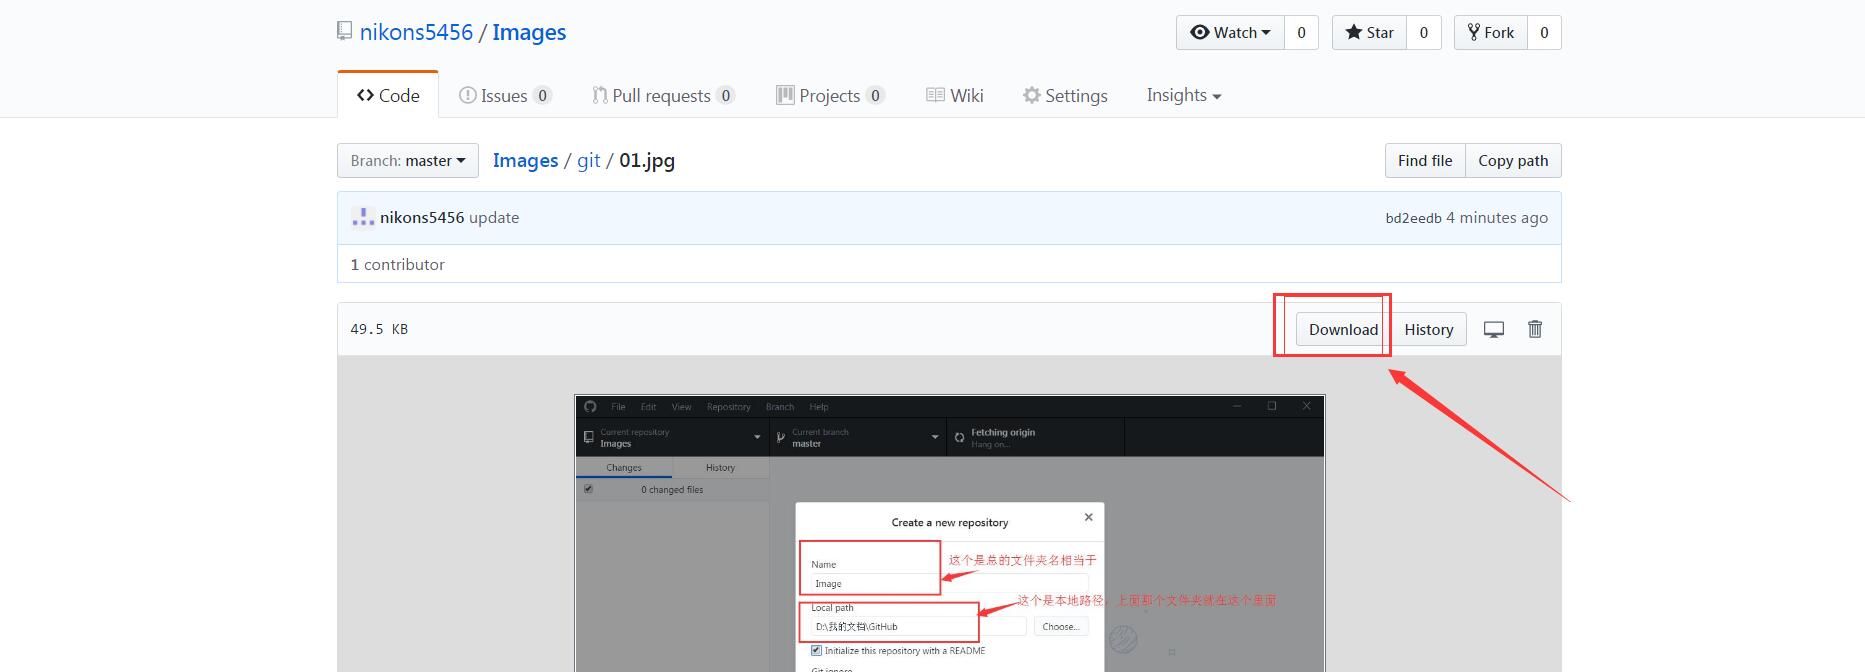 nikons5456 / Images
Watch 0 Star 0 Fork 0
Code Issues 0 Pull requests 0 Projects 0 Wiki Settings Insights
Branch: master Images / git / 01.jpg Find file Copy path
nikons5456 update bd2eedb 4 minutes ago
1 contributor
49.5 KB Download History
File Edit View Repository Branch Help
Current repository Current branch Fetching origin
Images master Hang on...
Changes History
0 changed files
Create a new repository
这个是总的文件夹名相当于
Name
Image
这个是本地路径，上面那个文件夹就在这个里面
Local path
D:\我的文档\GitHub Choose...
Initialize this repository with a README
Git ignore